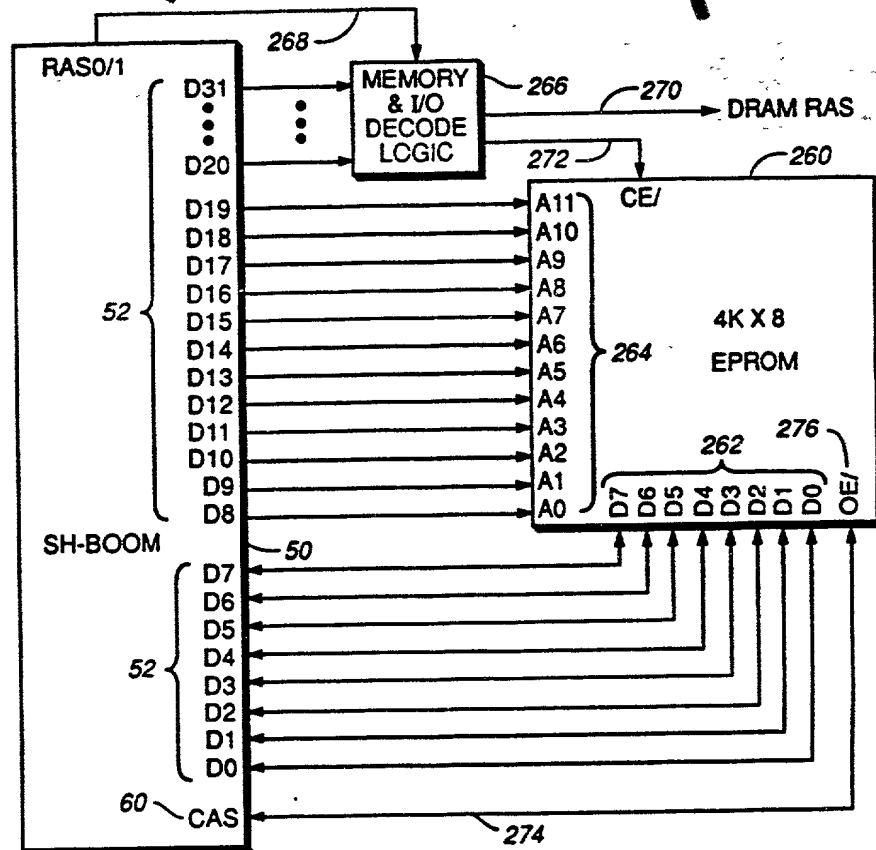 268
RAS0/1
D31
D20
MEMORY
& I/O
DECODE
LCGIC
266
270
DRAM RAS
272
260
CE/
D19
D18
D17
D16
D15
D14
D13
D12
D11
D10
D9
D8
52
A11
A10
A9
A8
A7
A6
A5
A4
A3
A2
A1
A0
264
4K X 8
EPROM
276
262
D7
D6
D5
D4
D3
D2
D1
D0
OE/
SH-BOOM
50
D7
D6
D5
D4
D3
D2
D1
D0
52
60
CAS
274